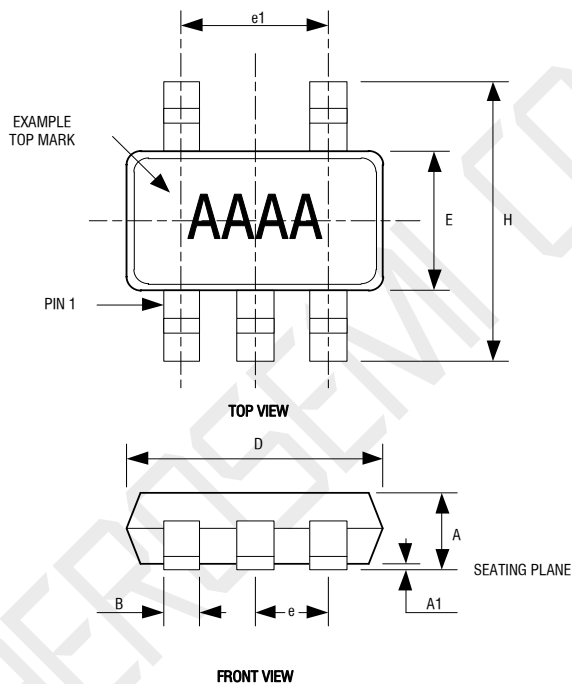 e1
EXAMPLE
TOP MARK
AAAA
E
H
PIN 1
TOP VIEW
D
A
SEATING PLANE
B
e
A1
FRONT VIEW